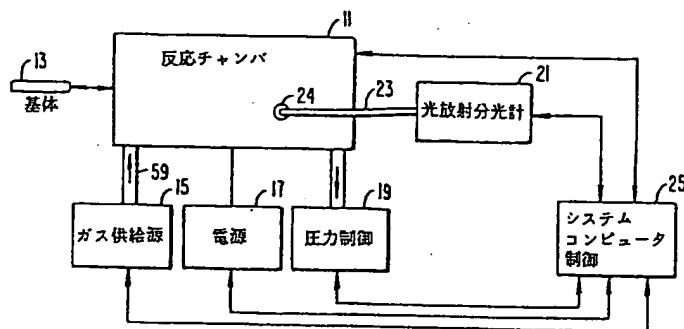 11
13
反応チャンバ
21
基体
24
23
光放射分光計
59
15
17
19
25
ガス供給源
電源
圧力制御
システム
コンピュータ
制御